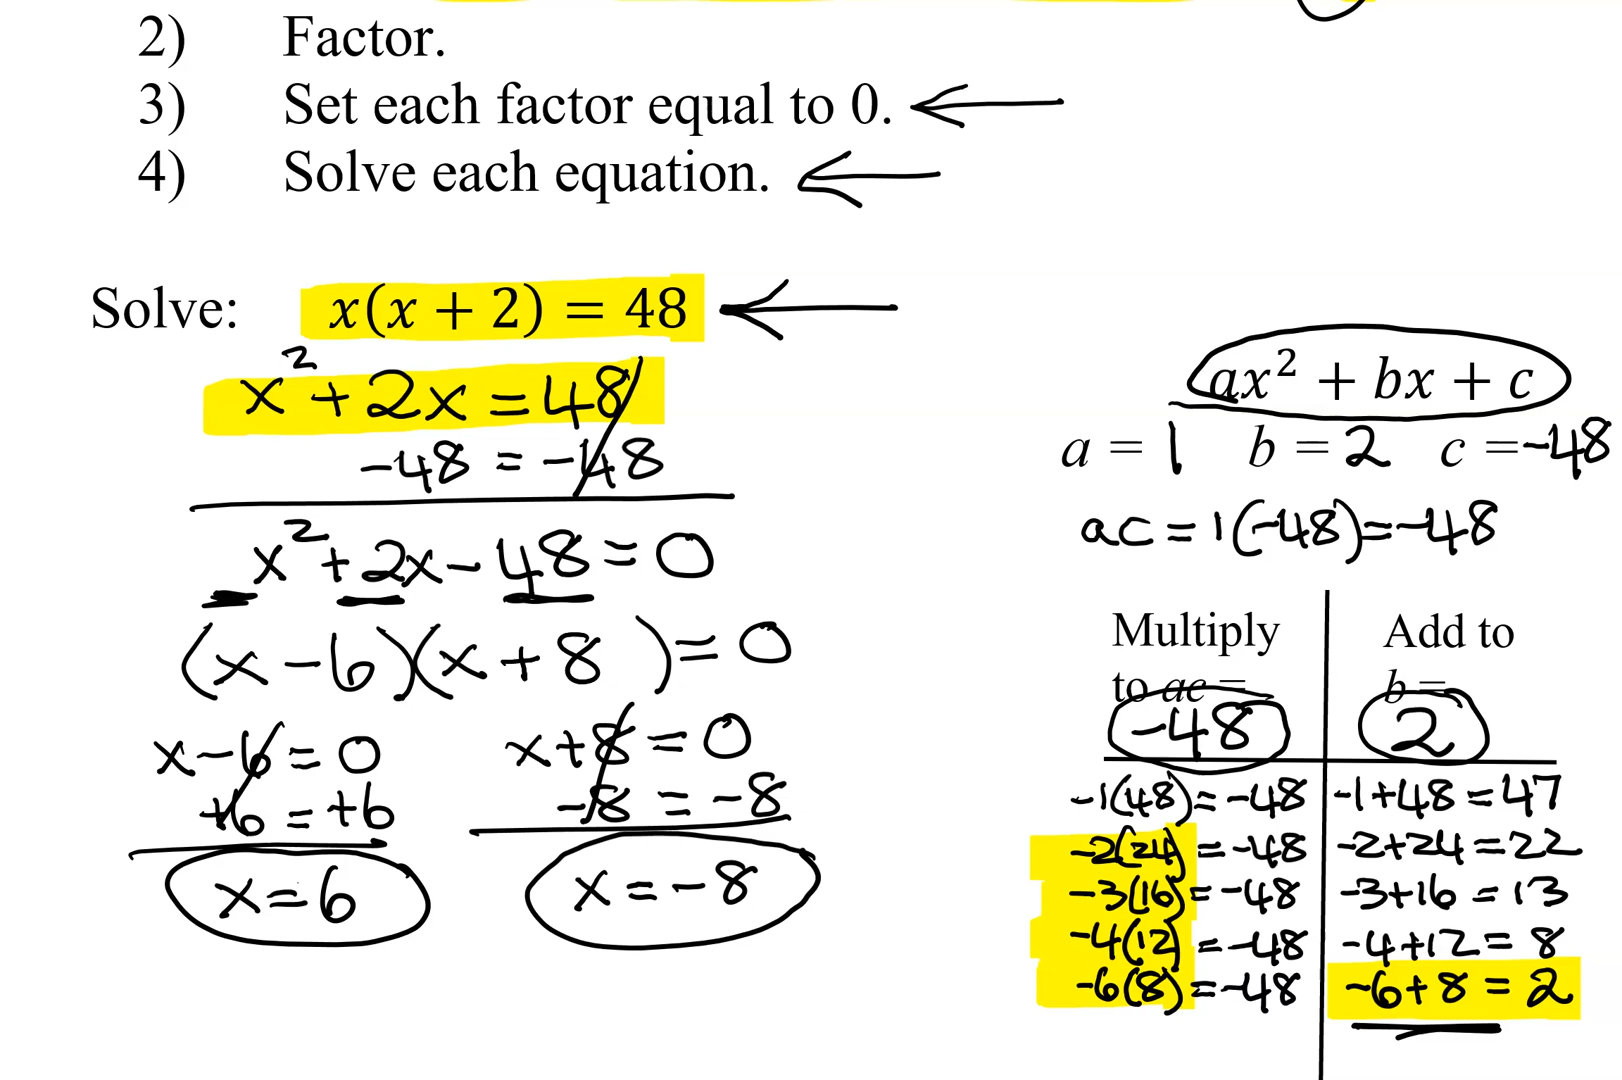 2) Factor.
3) Set each factor equal to 0.
4) Solve each equation.
Solve: x(x + 2) = 48
x² + 2x = 48
-48 = -48
x² + 2x - 48 = 0
(x - 6)(x + 8 ) = 0
x - 6 = 0
+6 = +6
x = 6
x + 8 = 0
-8 = -8
x = -8
ax² + bx + c
a = 1 b = 2 c = -48
ac = 1(-48) = -48
Multiply to ac =
-48
Add to b =
2
-1(48) = -48 -1+48 = 47
-2(24) = -48 -2+24 = 22
-3(16) = -48 -3+16 = 13
-4(12) = -48 -4+12 = 8
-6(8) = -48 -6+8 = 2